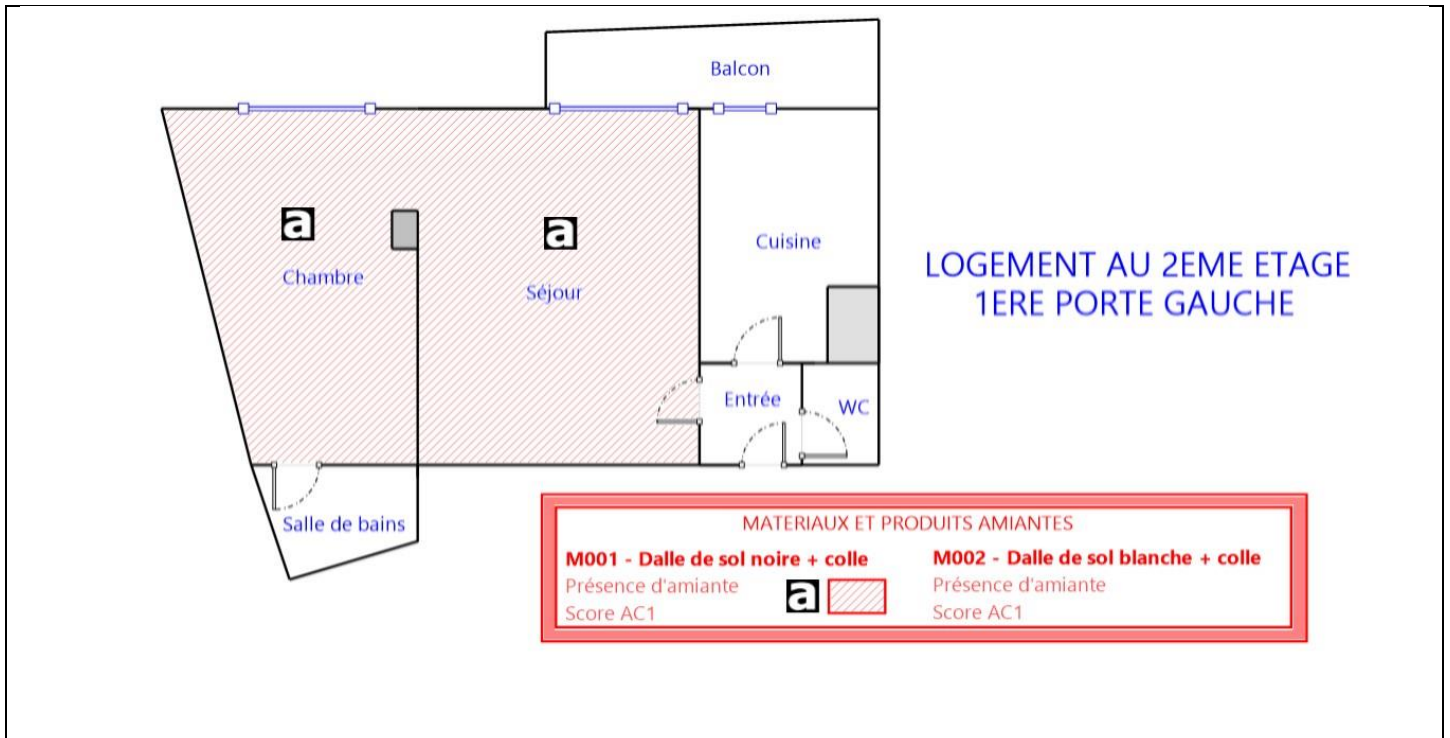 Balcon
a
a
Cuisine
Chambre
Séjour
LOGEMENT AU 2EME ETAGE
1ERE PORTE GAUCHE
Entrée
WC
Salle de bains
MATERIAUX ET PRODUITS AMIANTES
M001 - Dalle de sol noire + colle
Présence d'amiante
Score AC1
a
M002 - Dalle de sol blanche + colle
Présence d'amiante
Score AC1